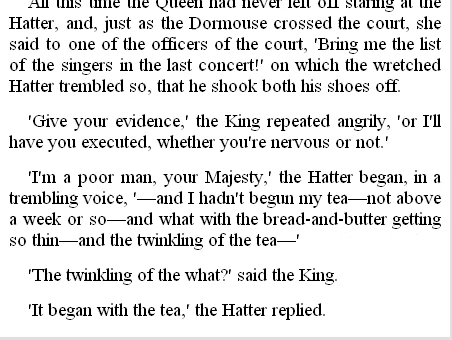 All this time the Queen had never left off staring at the
Hatter, and, just as the Dormouse crossed the court, she
said to one of the officers of the court, 'Bring me the list
of the singers in the last concert!' on which the wretched
Hatter trembled so, that he shook both his shoes off.
'Give your evidence,' the King repeated angrily, 'or I'll
have you executed, whether you're nervous or not.'
'I'm a poor man, your Majesty,' the Hatter began, in a
trembling voice, '—and I hadn't begun my tea—not above
a week or so—and what with the bread-and-butter getting
so thin—and the twinkling of the tea—'
'The twinkling of the what?' said the King.
'It began with the tea,' the Hatter replied.